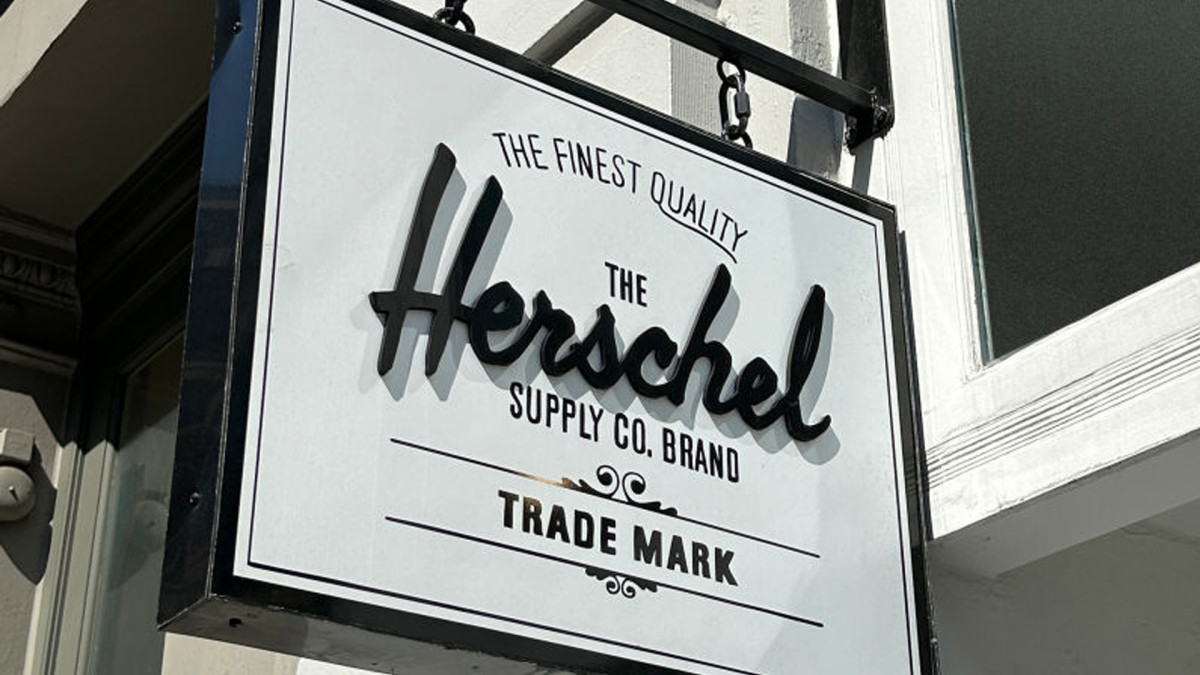 THE FINEST QUALITY
THE
Herschel
SUPPLY CO. BRAND
TRADE MARK